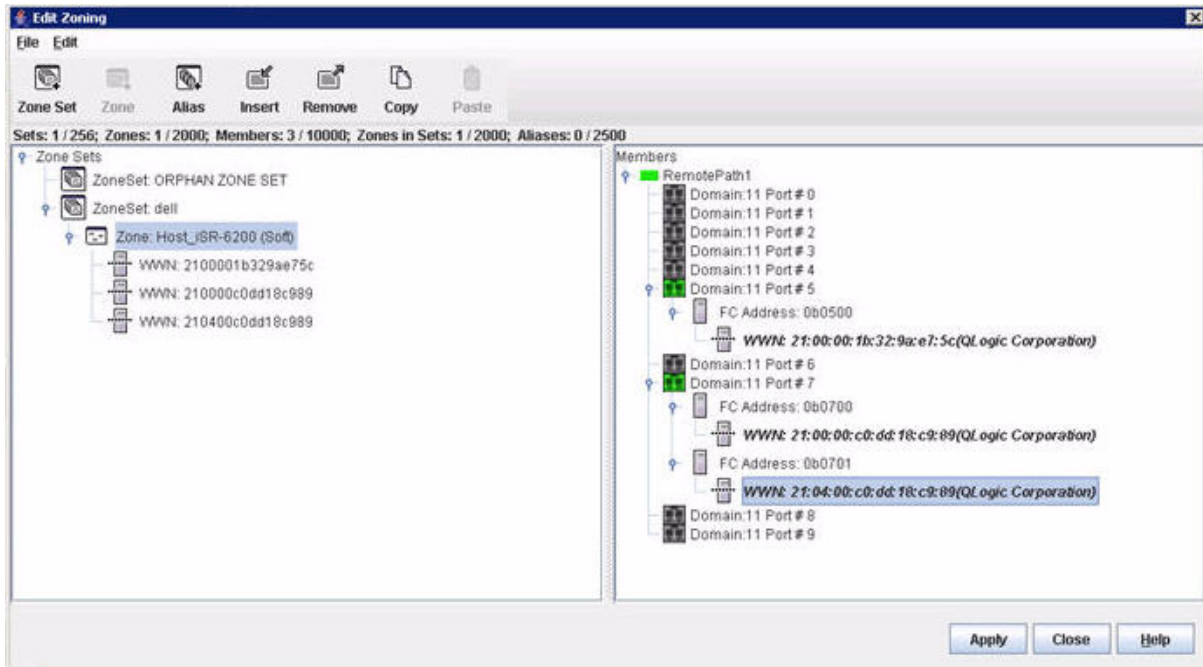 Edit Zoning
File Edit
Zone Set Zone Alias Insert Remove Copy Paste
Sets: 1 / 256; Zones: 1 / 2000; Members: 3 / 10000; Zones in Sets: 1 / 2000; Aliases: 0 / 2500
Zone Sets
ZoneSet: ORPHAN ZONE SET
ZoneSet: dell
Zone: Host_iSR-6200 (Soft)
WWN: 2100001b329ae75c
WWN: 210000c0dd18c989
WWN: 210400c0dd18c989
Members
RemotePath1
Domain:11 Port# 0
Domain:11 Port# 1
Domain:11 Port# 2
Domain:11 Port# 3
Domain:11 Port# 4
Domain:11 Port# 5
FC Address: 0b0500
WWN: 21:00:00:1b:32:9a:e7:5c(QLogic Corporation)
Domain:11 Port# 6
Domain:11 Port# 7
FC Address: 0b0700
WWN: 21:00:00:c0:dd:18:c9:89(QLogic Corporation)
FC Address: 0b0701
WWN: 21:04:00:c0:dd:18:c9:89(QLogic Corporation)
Domain:11 Port# 8
Domain:11 Port# 9
Apply Close Help